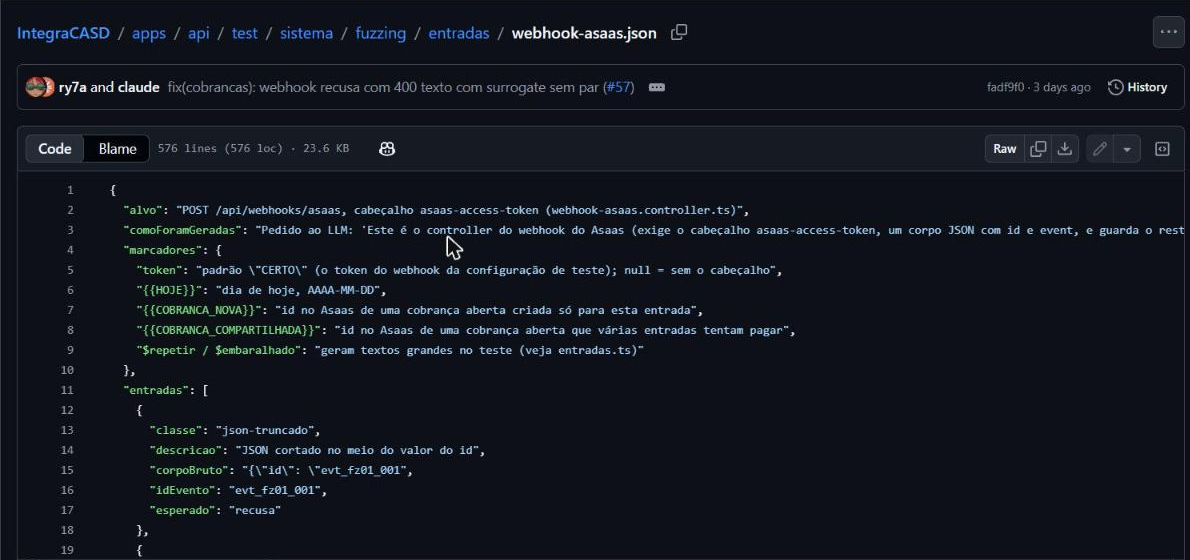 IntegraCASD / apps / api / test / sistema / fuzzing / entradas / webhook-asaas.json
ry7a and claude fix(cobrancas): webhook recusa com 400 texto com surrogate sem par (#57) fadf9f0 · 3 days ago History
Code Blame 576 lines (576 loc) · 23.6 KB Raw
1 {
2 "alvo": "POST /api/webhooks/asaas, cabeçalho asaas-access-token (webhook-asaas.controller.ts)",
3 "comoForamGeradas": "Pedido ao LLM: 'Este é o controller do webhook do Asaas (exige o cabeçalho asaas-access-token, um corpo JSON com id e event, e guarda o rest
4 "marcadores": {
5 "token": "padrão \"CERTO\" (o token do webhook da configuração de teste); null = sem o cabeçalho",
6 "{{HOJE}}": "dia de hoje, AAAA-MM-DD",
7 "{{COBRANCA_NOVA}}": "id no Asaas de uma cobrança aberta criada só para esta entrada",
8 "{{COBRANCA_COMPARTILHADA}}": "id no Asaas de uma cobrança aberta que várias entradas tentam pagar",
9 "$repetir / $embaralhado": "geram textos grandes no teste (veja entradas.ts)"
10 },
11 "entradas": [
12 {
13 "classe": "json-truncado",
14 "descricao": "JSON cortado no meio do valor do id",
15 "corpoBruto": "{\"id\": \"evt_fz01_001",
16 "idEvento": "evt_fz01_001",
17 "esperado": "recusa"
18 },
19 {